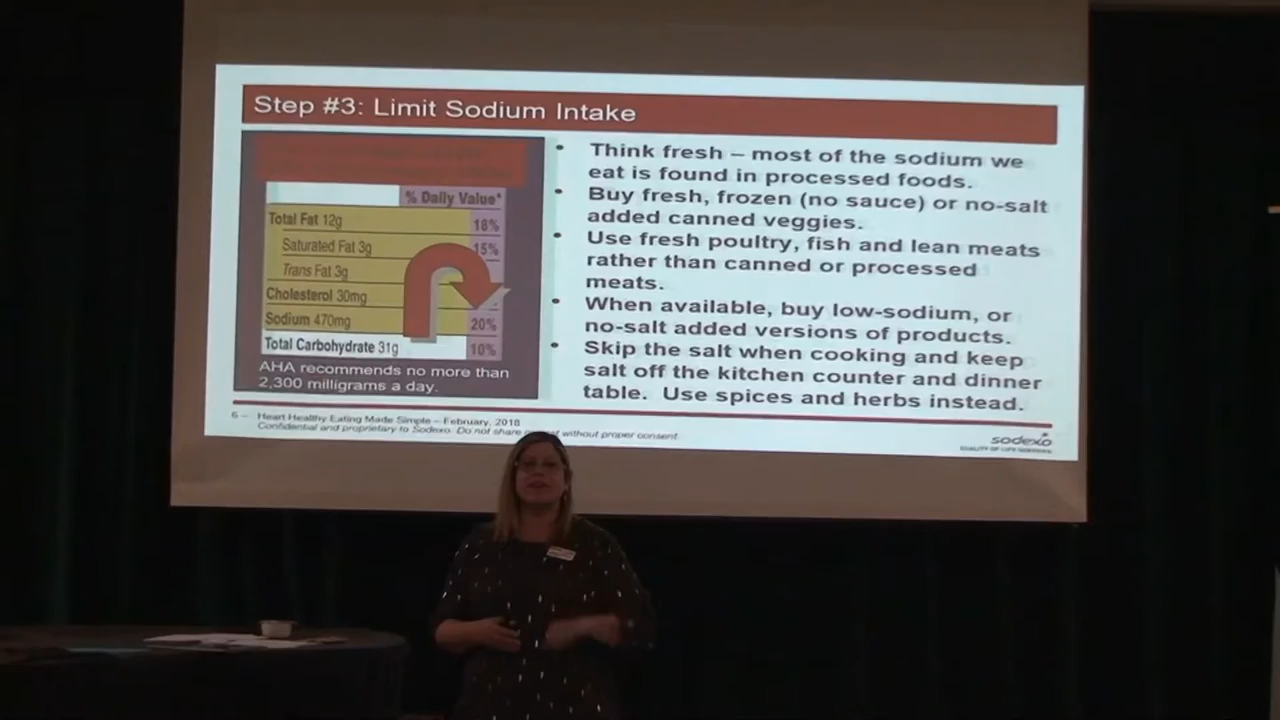 Step #3: Limit Sodium Intake
% Daily Value*
Total Fat 12g 18%
Saturated Fat 3g 15%
Trans Fat 3g
Cholesterol 30mg
Sodium 470mg 20%
Total Carbohydrate 31g 10%
AHA recommends no more than
2,300 milligrams a day.
• Think fresh – most of the sodium we
eat is found in processed foods.
• Buy fresh, frozen (no sauce) or no-salt
added canned veggies.
• Use fresh poultry, fish and lean meats
rather than canned or processed
meats.
• When available, buy low-sodium, or
no-salt added versions of products.
• Skip the salt when cooking and keep
salt off the kitchen counter and dinner
table. Use spices and herbs instead.
6 – Heart Healthy Eating Made Simple – February, 2018
Confidential and proprietary to Sodexo. Do not share without proper consent
sodexo
QUALITY OF LIFE SERVICES